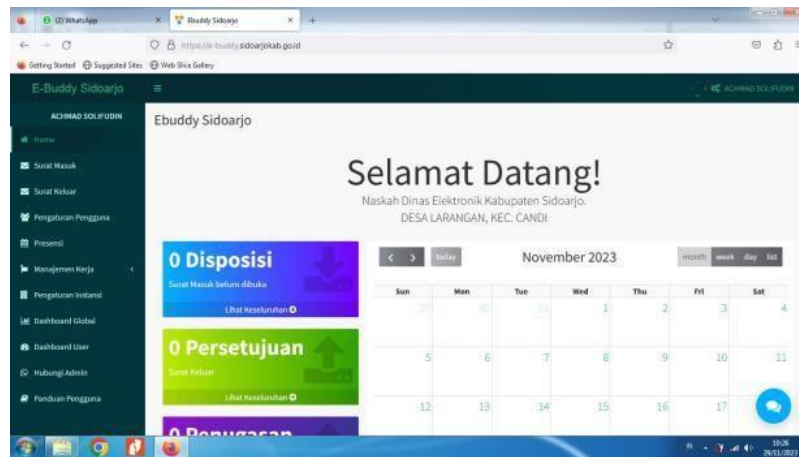 (2) WhatsApp
Ebuddy Sidoarjo
https://e-buddy.sidoarjokab.go.id
Getting Started
Suggested Sites
Web Slice Gallery
E-Buddy Sidoarjo
ACHMAD SOLIFUDIN
ACHMAD SOLIFUDIN
Home
Surat Masuk
Surat Keluar
Pengaturan Pengguna
Presensi
Manajemen Kerja
Pengaturan Instansi
Dashboard Global
Dashboard User
Hubungi Admin
Panduan Pengguna
Ebuddy Sidoarjo
Selamat Datang!
Naskah Dinas Elektronik Kabupaten Sidoarjo.
DESA LARANGAN, KEC. CANDI
0 Disposisi
Surat Masuk belum dibuka
Lihat Keseluruhan
0 Persetujuan
Surat Keluar
Lihat Keseluruhan
0 Penugasan
today
November 2023
month week day list
Sun Mon Tue Wed Thu Fri Sat
29 30 31 1 2 3 4
5 6 7 8 9 10 11
12 13 14 15 16 17
10:26
29/11/2023